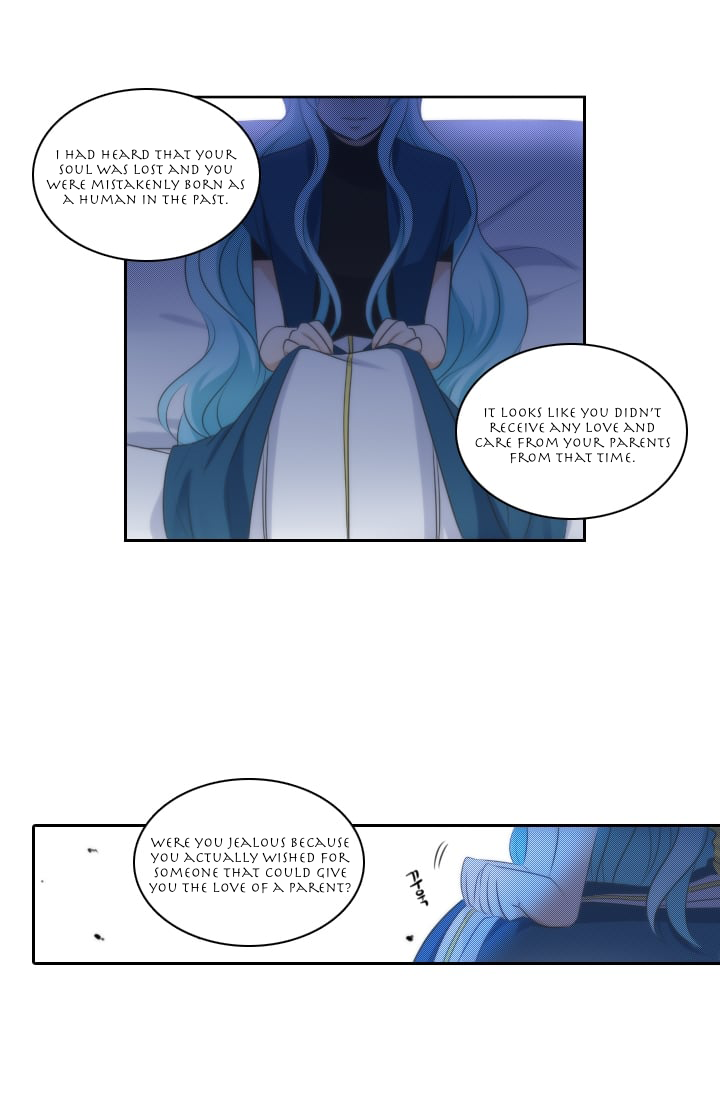 I HAD HEARD THAT YOUR
SOUL WAS LOST AND YOU
WERE MISTAKENLY BORN AS
A HUMAN IN THE PAST.
IT LOOKS LIKE YOU DIDN'T
RECEIVE ANY LOVE AND
CARE FROM YOUR PARENTS
FROM THAT TIME.
WERE YOU JEALOUS BECAUSE
YOU ACTUALLY WISHED FOR
SOMEONE THAT COULD GIVE
YOU THE LOVE OF A PARENT?